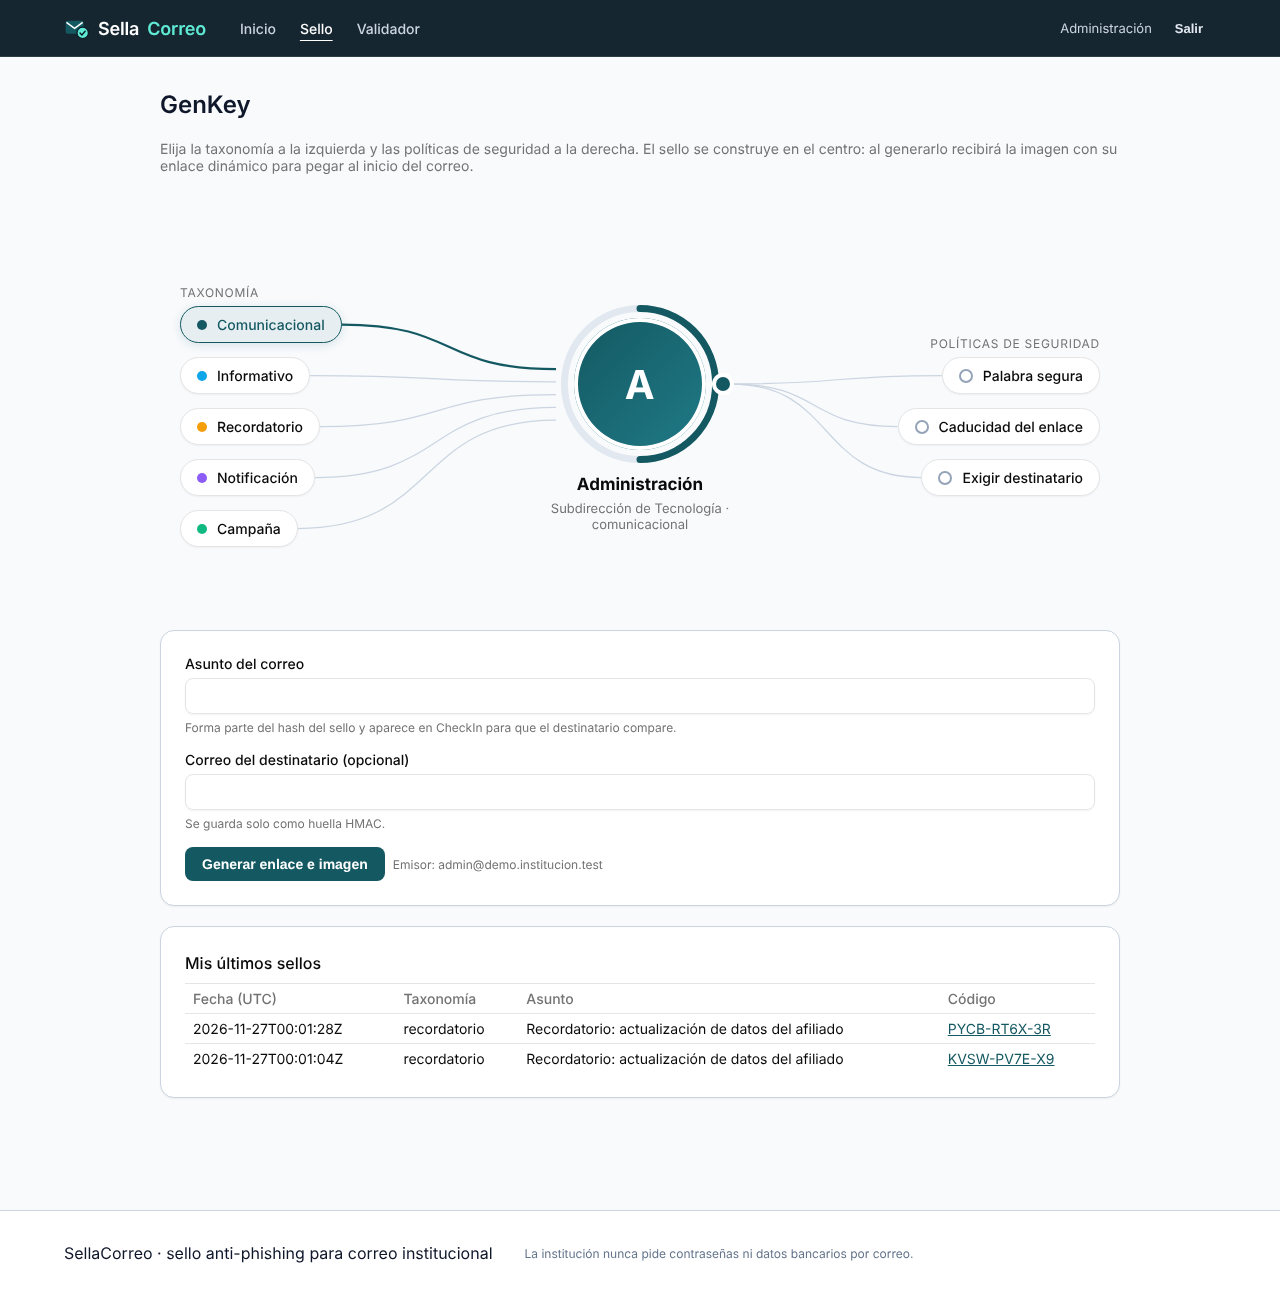 Sella Correo Inicio Sello Validador Administración Salir
GenKey
Elija la taxonomía a la izquierda y las políticas de seguridad a la derecha. El sello se construye en el centro: al generarlo recibirá la imagen con su
enlace dinámico para pegar al inicio del correo.
TAXONOMÍA
Comunicacional
Informativo
Recordatorio
Notificación
Campaña
A
Administración
Subdirección de Tecnología ·
comunicacional
POLÍTICAS DE SEGURIDAD
Palabra segura
Caducidad del enlace
Exigir destinatario
Asunto del correo
Forma parte del hash del sello y aparece en CheckIn para que el destinatario compare.
Correo del destinatario (opcional)
Se guarda solo como huella HMAC.
Generar enlace e imagen Emisor: admin@demo.institucion.test
Mis últimos sellos
Fecha (UTC) Taxonomía Asunto Código
2026-11-27T00:01:28Z recordatorio Recordatorio: actualización de datos del afiliado PYCB-RT6X-3R
2026-11-27T00:01:04Z recordatorio Recordatorio: actualización de datos del afiliado KVSW-PV7E-X9
SellaCorreo · sello anti-phishing para correo institucional La institución nunca pide contraseñas ni datos bancarios por correo.